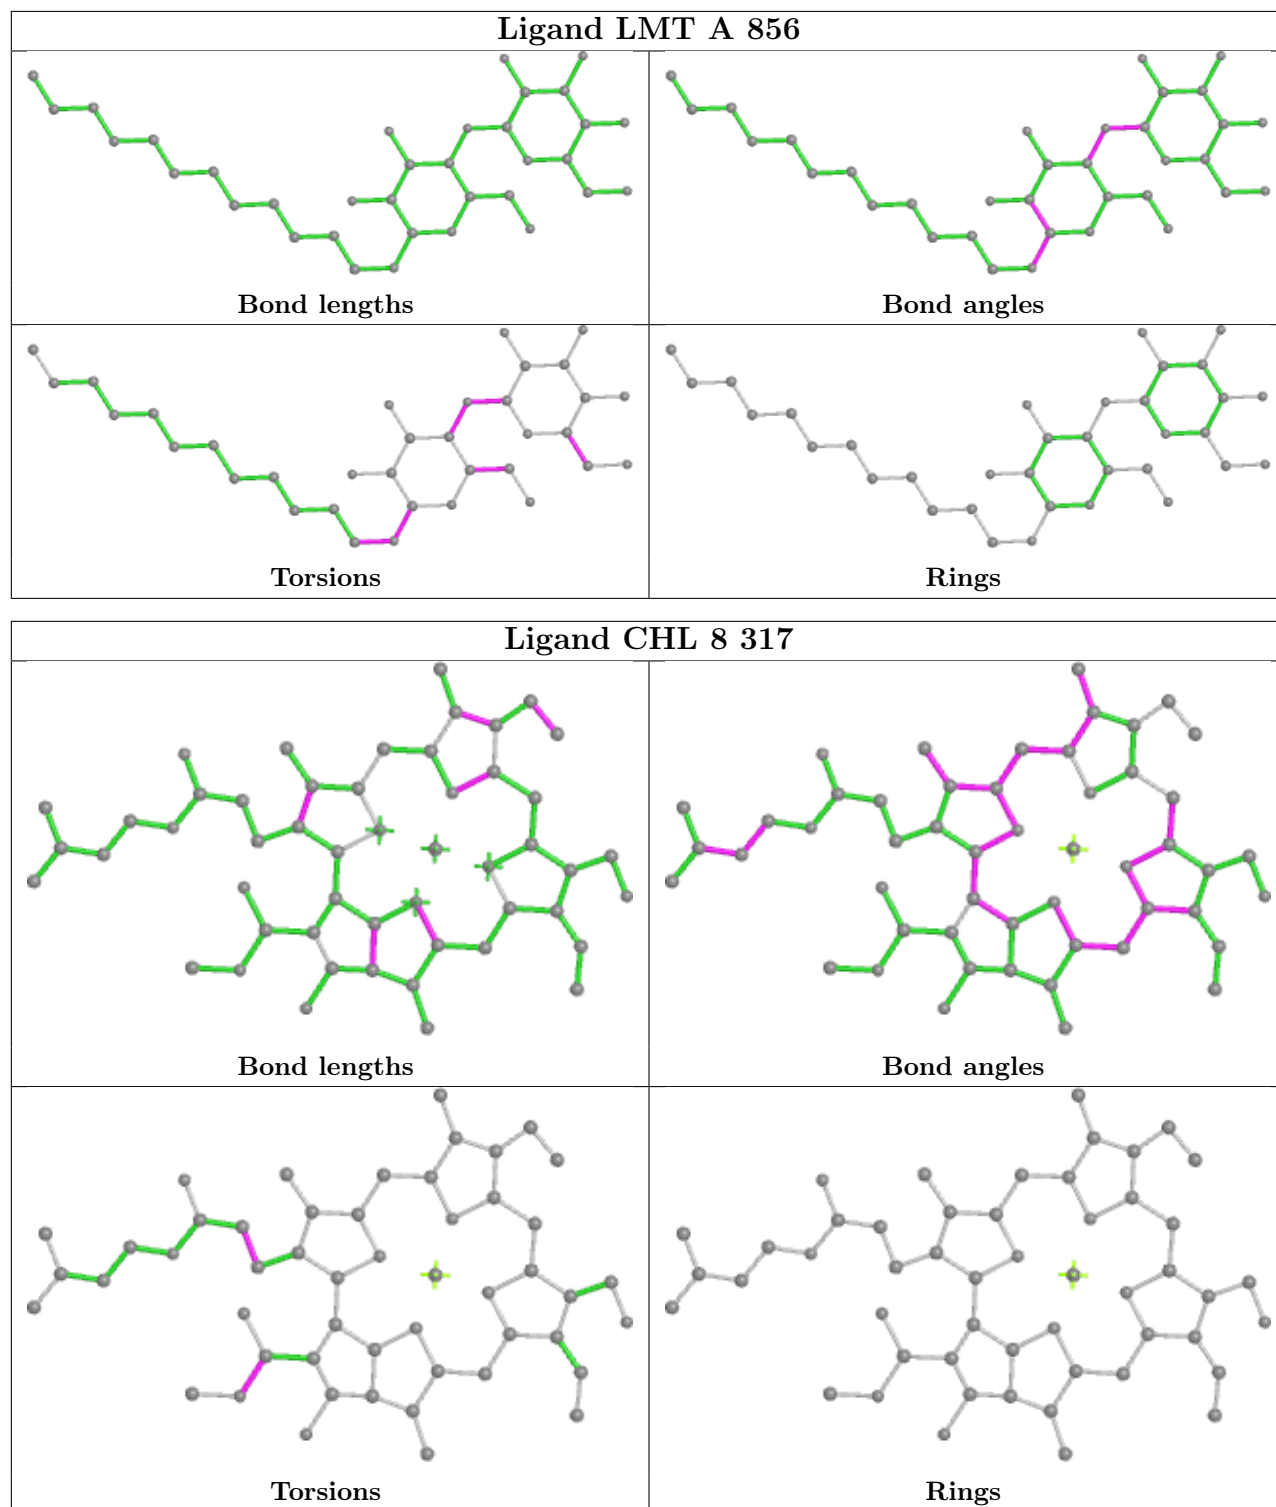 Ligand LMT A 856
Bond lengths
Bond angles
Torsions
Rings
Ligand CHL 8 317
Bond lengths
Bond angles
Torsions
Rings